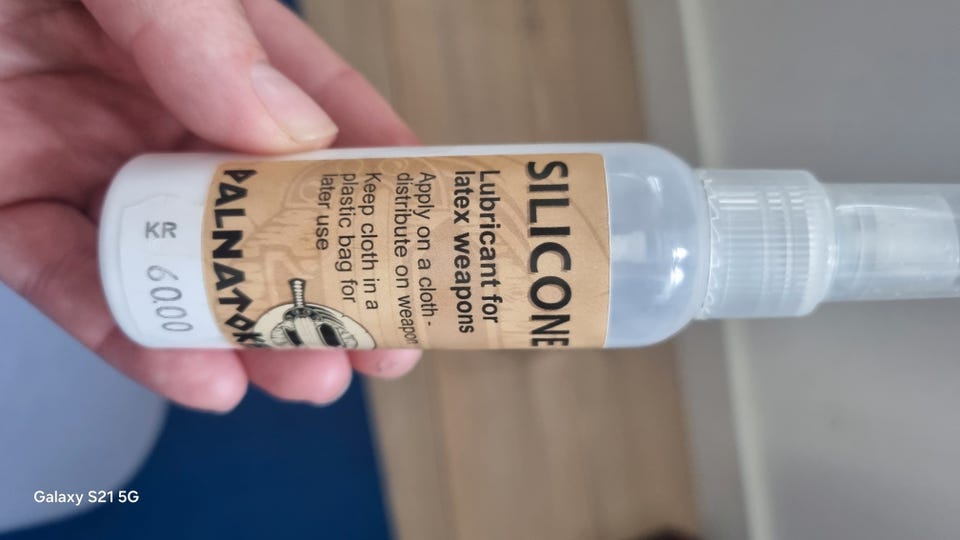 SILICONE
Lubricant for
latex weapons
Apply on a cloth -
distribute on weapon
Keep cloth in a
plastic bag for
later use
PALNATOK
KR 60.00
Galaxy S21 5G